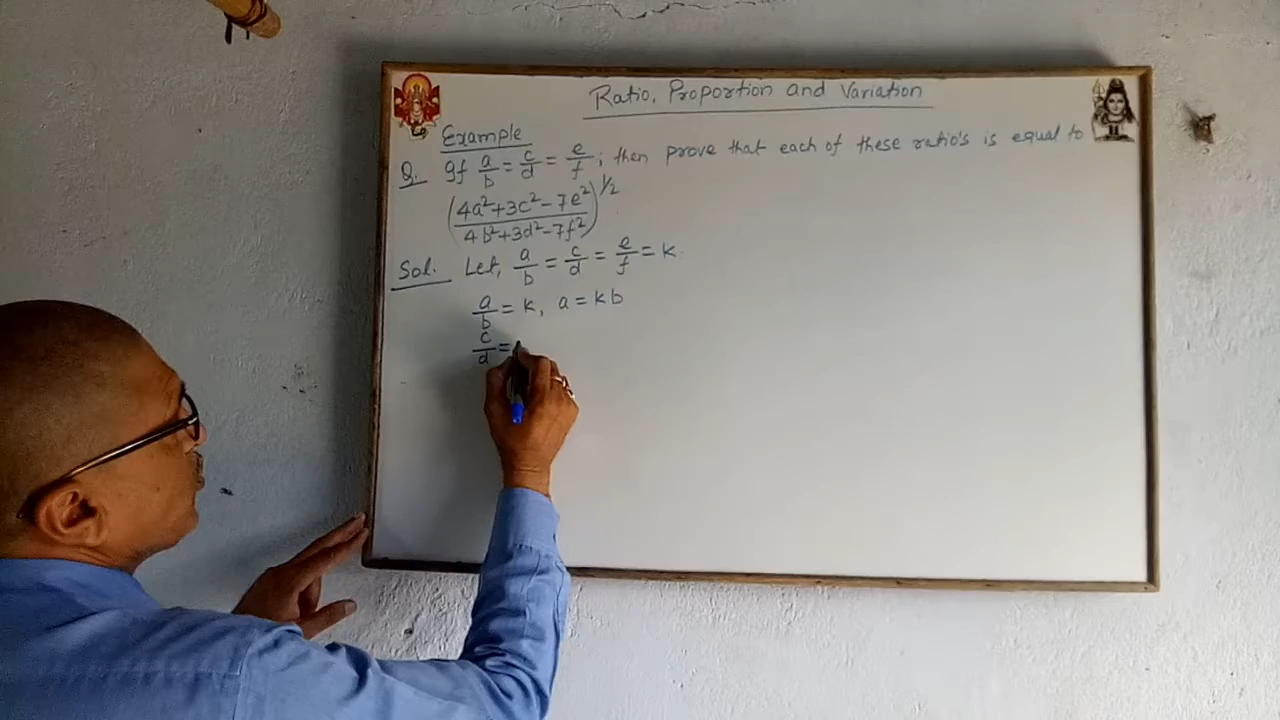 Ratio, Proportion and Variation
Example
Q. If a/b = c/d = e/f ; then prove that each of these ratio's is equal to
((4a²+3c²-7e²)/(4b²+3d²-7f²))^1/2
Sol. Let, a/b = c/d = e/f = k.
a/b = k, a = kb
c/d =